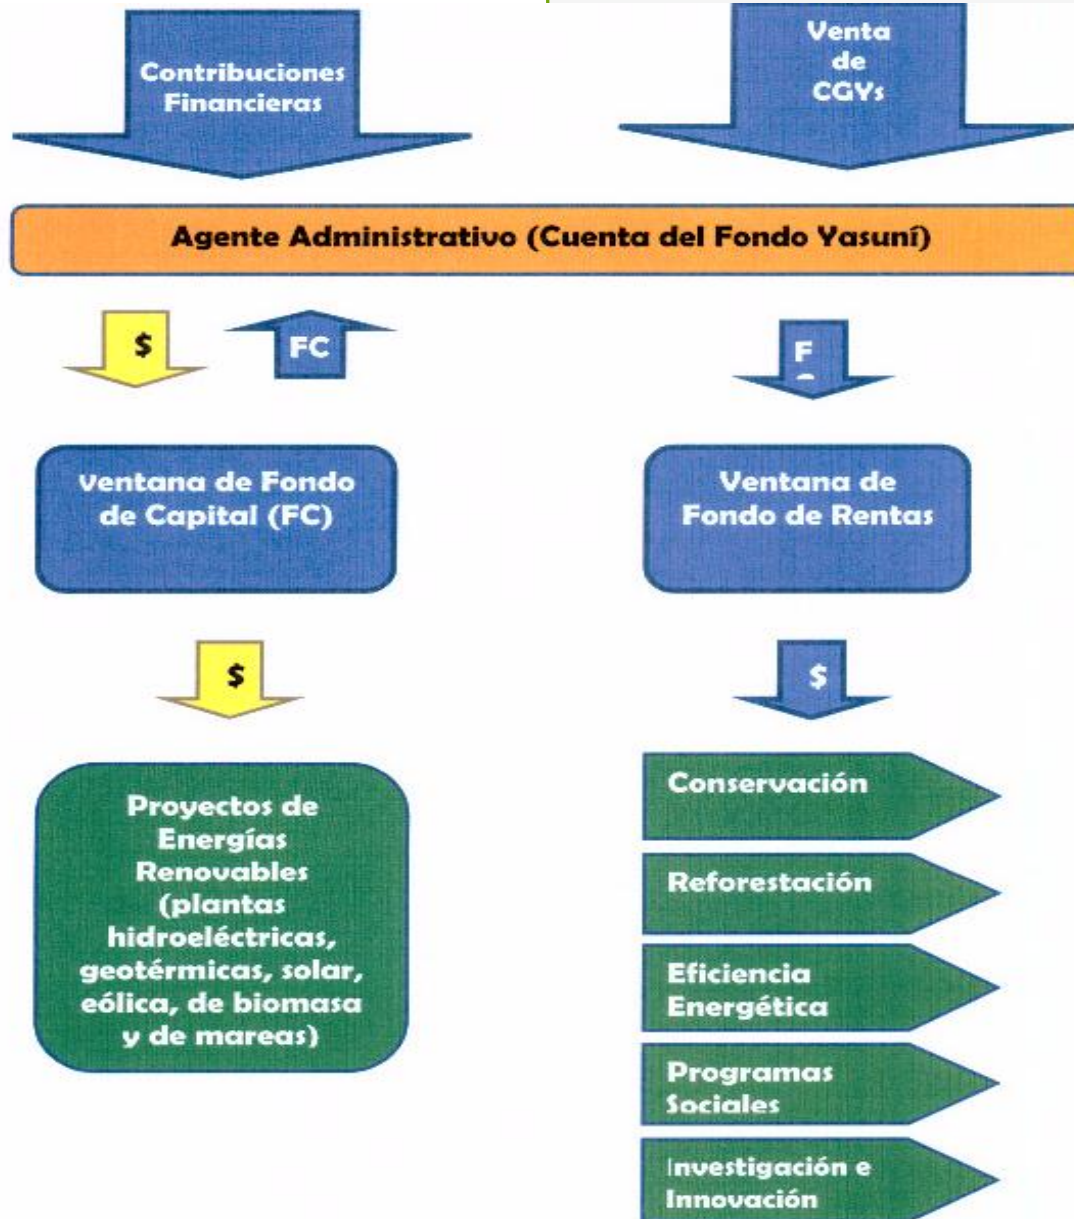 Contribuciones
Financieras
Venta
de
CGYs
Agente Administrativo (Cuenta del Fondo Yasuní)
$
FC
F
Ventana de Fondo
de Capital (FC)
Ventana de
Fondo de Rentas
$
$
Proyectos de
Energías
Renovables
(plantas
hidroeléctricas,
geotérmicas, solar,
eólica, de biomasa
y de mareas)
Conservación
Reforestación
Eficiencia
Energética
Programas
Sociales
Investigación e
Innovación